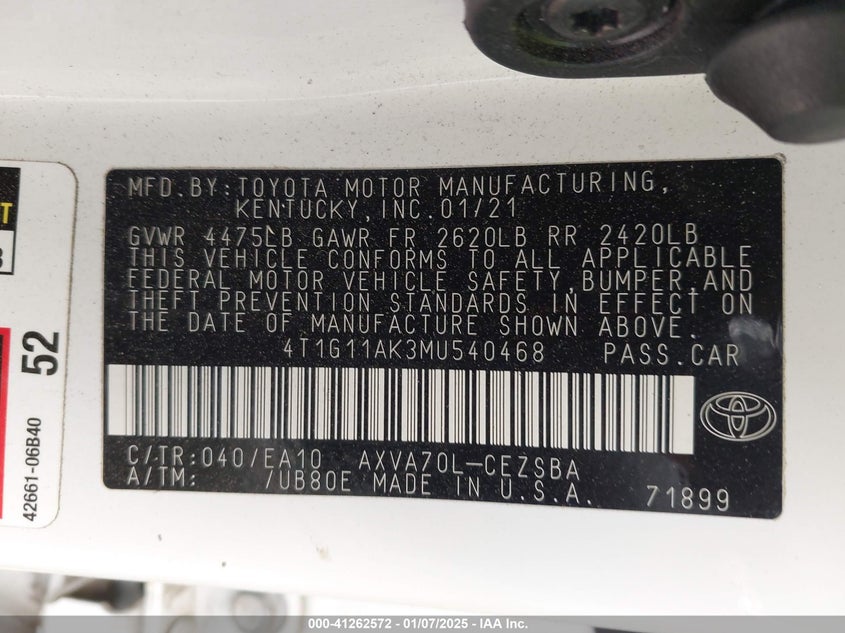 MFD.BY:TOYOTA MOTOR MANUFACTURING,
KENTUCKY,INC.01/21
GVWR 4475LB GAWR FR 2620LB RR 2420LB
THIS VEHICLE CONFORMS TO ALL APPLICABLE
FEDERAL MOTOR VEHICLE SAFETY,BUMPER,AND
THEFT PREVENTION STANDARDS IN EFFECT ON
THE DATE OF MANUFACTURE SHOWN ABOVE.
4T1G11AK3MU540468 PASS.CAR
C/TR:040/EA10 AXVA70L-CEZSBA
A/TM: /UB80E MADE IN U.S.A. 71899
52
42661-06B40
000-41262572 - 01/07/2025 - IAA Inc.